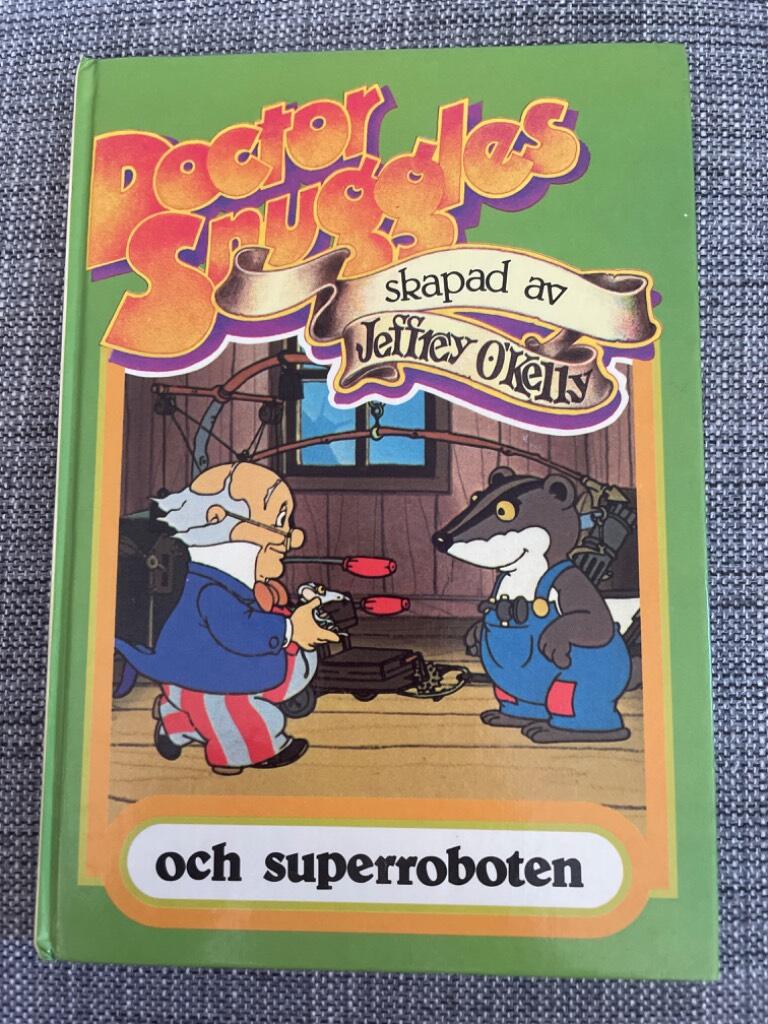 Doctor
Snuggles
skapad av
Jeffrey O'Kelly
och superroboten